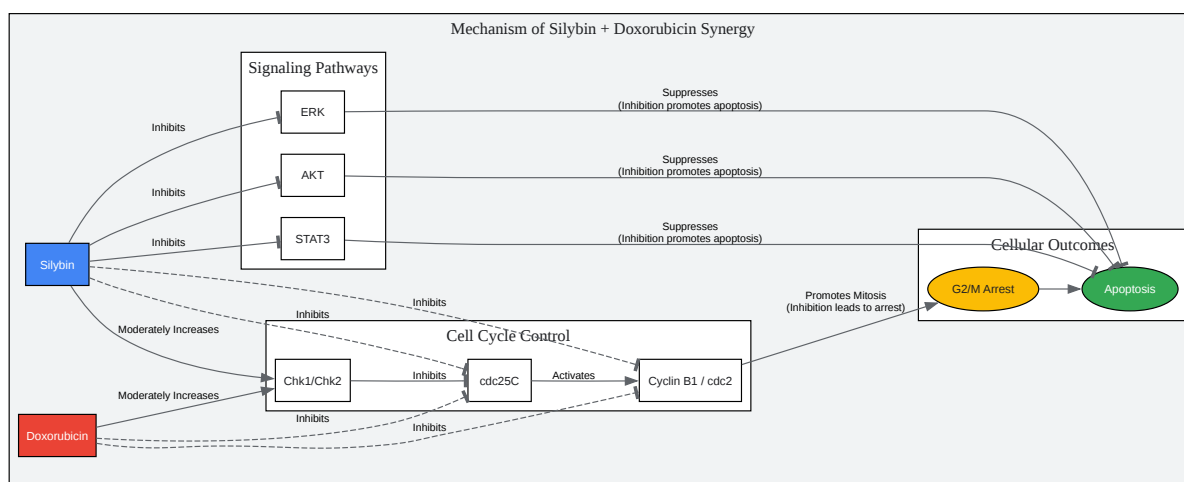 Mechanism of Silybin + Doxorubicin Synergy
Signaling Pathways
ERK
Suppresses
(Inhibition promotes apoptosis)
Inhibits
AKT
Suppresses
(Inhibition promotes apoptosis)
Inhibits
STAT3
Suppresses
(Inhibition promotes apoptosis)
Inhibits
Silybin
Cellular Outcomes
G2/M Arrest
Apoptosis
Promotes Mitosis
(Inhibition leads to arrest)
Inhibits
Inhibits
Moderately Increases
Cell Cycle Control
Chk1/Chk2
Inhibits
cdc25C
Activates
Cyclin B1 / cdc2
Moderately Increases
Inhibits
Inhibits
Doxorubicin